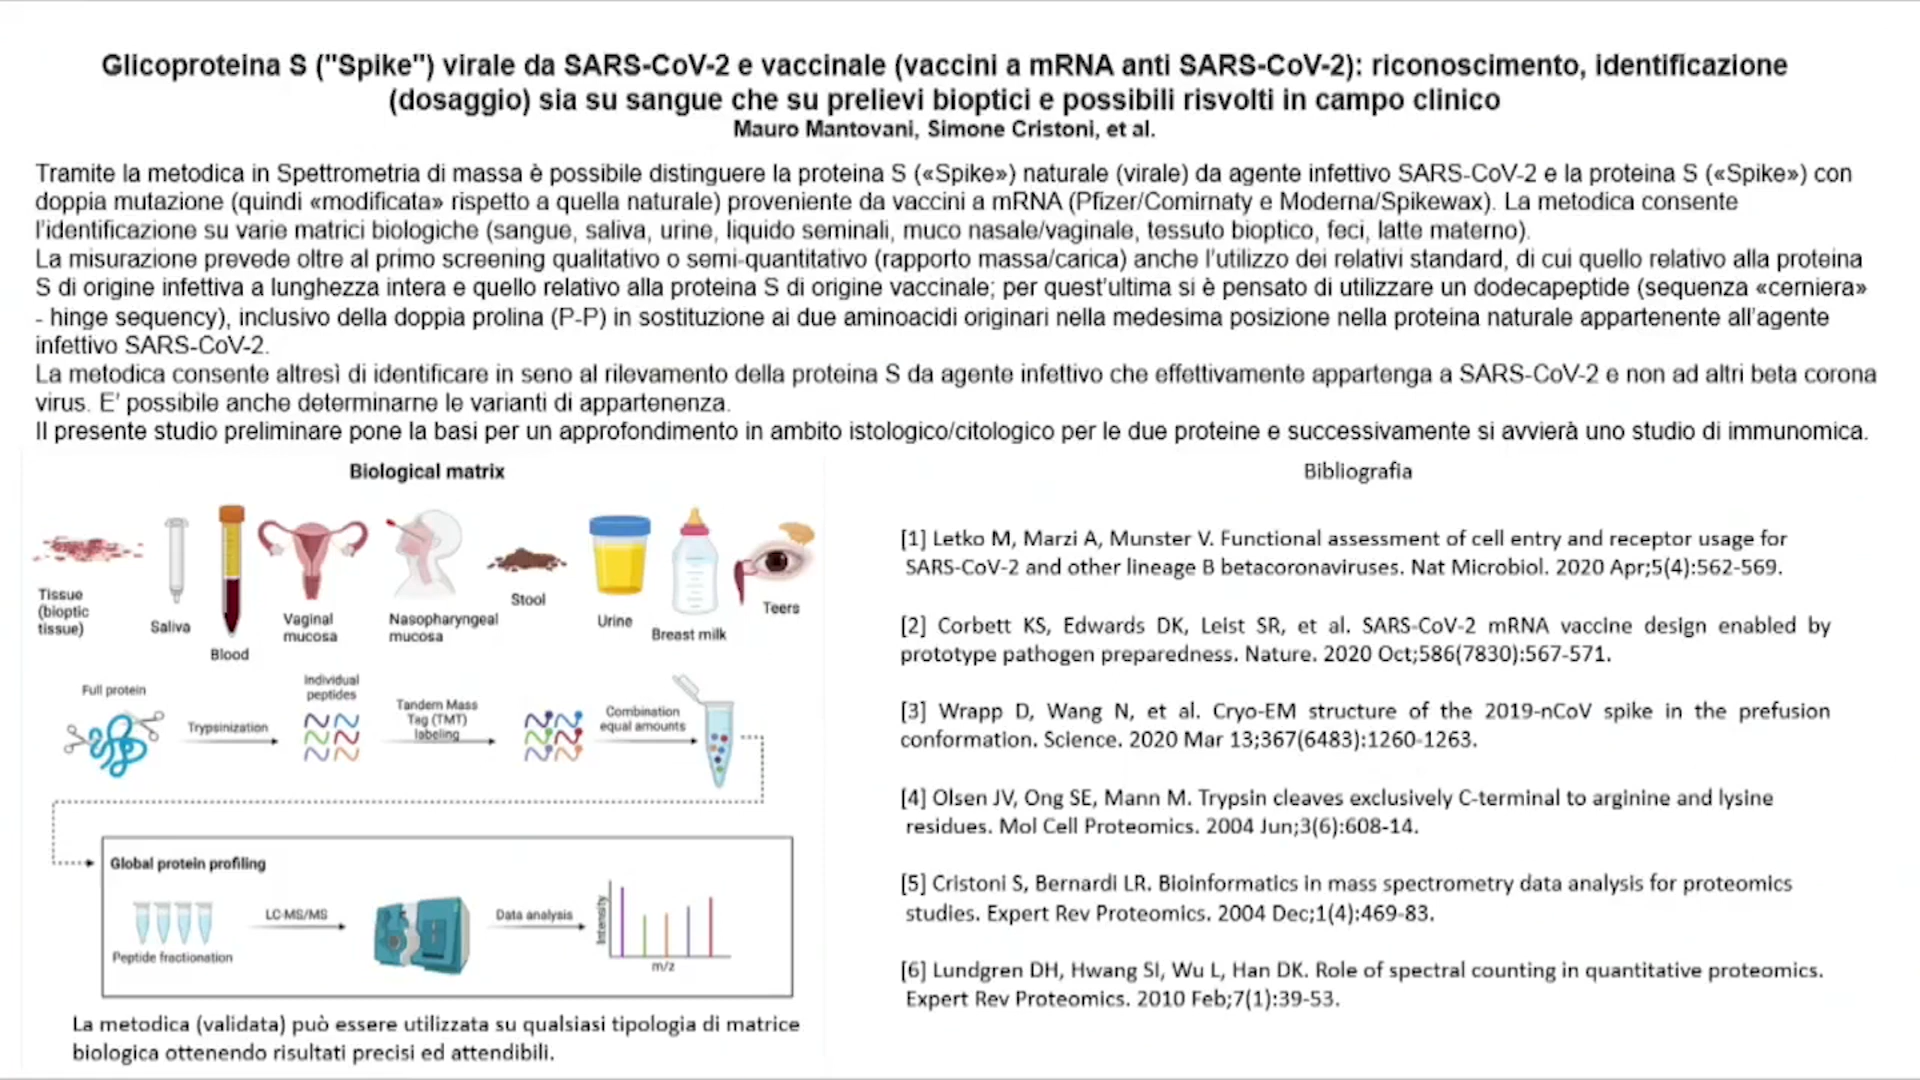 Glicoproteina S ("Spike") virale da SARS-CoV-2 e vaccinale (vaccini a mRNA anti SARS-CoV-2): riconoscimento, identificazione
(dosaggio) sia su sangue che su prelievi bioptici e possibili risvolti in campo clinico
Mauro Mantovani, Simone Cristoni, et al.
Tramite la metodica in Spettrometria di massa è possibile distinguere la proteina S («Spike») naturale (virale) da agente infettivo SARS-CoV-2 e la proteina S («Spike») con
doppia mutazione (quindi «modificata» rispetto a quella naturale) proveniente da vaccini a mRNA (Pfizer/Comirnaty e Moderna/Spikewax). La metodica consente
l'identificazione su varie matrici biologiche (sangue, saliva, urine, liquido seminali, muco nasale/vaginale, tessuto bioptico, feci, latte materno).
La misurazione prevede oltre al primo screening qualitativo o semi-quantitativo (rapporto massa/carica) anche l'utilizzo dei relativi standard, di cui quello relativo alla proteina
S di origine infettiva a lunghezza intera e quello relativo alla proteina S di origine vaccinale; per quest'ultima si è pensato di utilizzare un dodecapeptide (sequenza «cerniera»
- hinge sequency), inclusivo della doppia prolina (P-P) in sostituzione ai due aminoacidi originari nella medesima posizione nella proteina naturale appartenente all'agente
infettivo SARS-CoV-2.
La metodica consente altresì di identificare in seno al rilevamento della proteina S da agente infettivo che effettivamente appartenga a SARS-CoV-2 e non ad altri beta corona
virus. E' possibile anche determinarne le varianti di appartenenza.
Il presente studio preliminare pone la basi per un approfondimento in ambito istologico/citologico per le due proteine e successivamente si avvierà uno studio di immunomica.
Biological matrix
Tissue
(bioptic
tissue)
Saliva
Blood
Vaginal
mucosa
Nasopharyngeal
mucosa
Stool
Urine
Breast milk
Teers
Full protein
Trypsinization
Individual
peptides
Tandem Mass
Tag (TMT)
labeling
Combination
equal amounts
Global protein profiling
Peptide fractionation
LC-MS/MS
Data analysis
Intensity
m/z
La metodica (validata) può essere utilizzata su qualsiasi tipologia di matrice
biologica ottenendo risultati precisi ed attendibili.
Bibliografia
[1] Letko M, Marzi A, Munster V. Functional assessment of cell entry and receptor usage for
SARS-CoV-2 and other lineage B betacoronaviruses. Nat Microbiol. 2020 Apr;5(4):562-569.
[2] Corbett KS, Edwards DK, Leist SR, et al. SARS-CoV-2 mRNA vaccine design enabled by
prototype pathogen preparedness. Nature. 2020 Oct;586(7830):567-571.
[3] Wrapp D, Wang N, et al. Cryo-EM structure of the 2019-nCoV spike in the prefusion
conformation. Science. 2020 Mar 13;367(6483):1260-1263.
[4] Olsen JV, Ong SE, Mann M. Trypsin cleaves exclusively C-terminal to arginine and lysine
residues. Mol Cell Proteomics. 2004 Jun;3(6):608-14.
[5] Cristoni S, Bernardi LR. Bioinformatics in mass spectrometry data analysis for proteomics
studies. Expert Rev Proteomics. 2004 Dec;1(4):469-83.
[6] Lundgren DH, Hwang SI, Wu L, Han DK. Role of spectral counting in quantitative proteomics.
Expert Rev Proteomics. 2010 Feb;7(1):39-53.